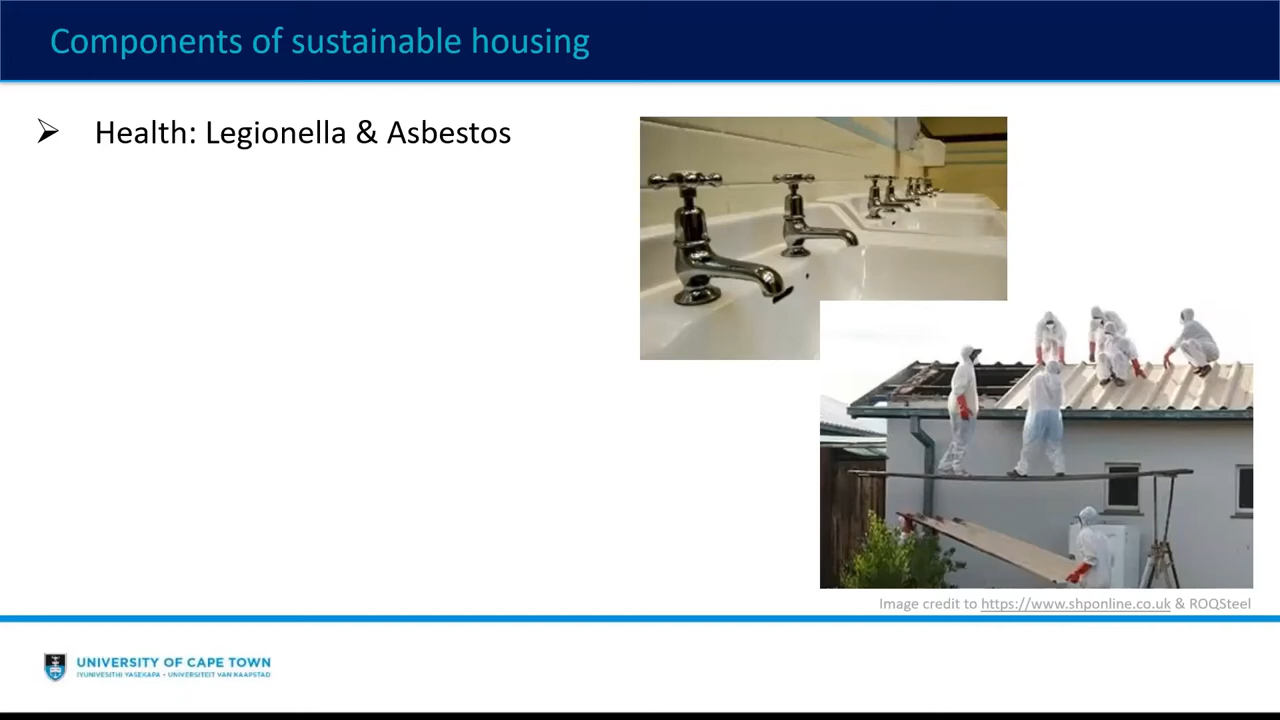 Components of sustainable housing
➢ Health: Legionella & Asbestos
Image credit to https://www.shponline.co.uk & ROQSteel
UNIVERSITY OF CAPE TOWN
IYUNIVESITHI YASEKAPA • UNIVERSITEIT VAN KAAPSTAD